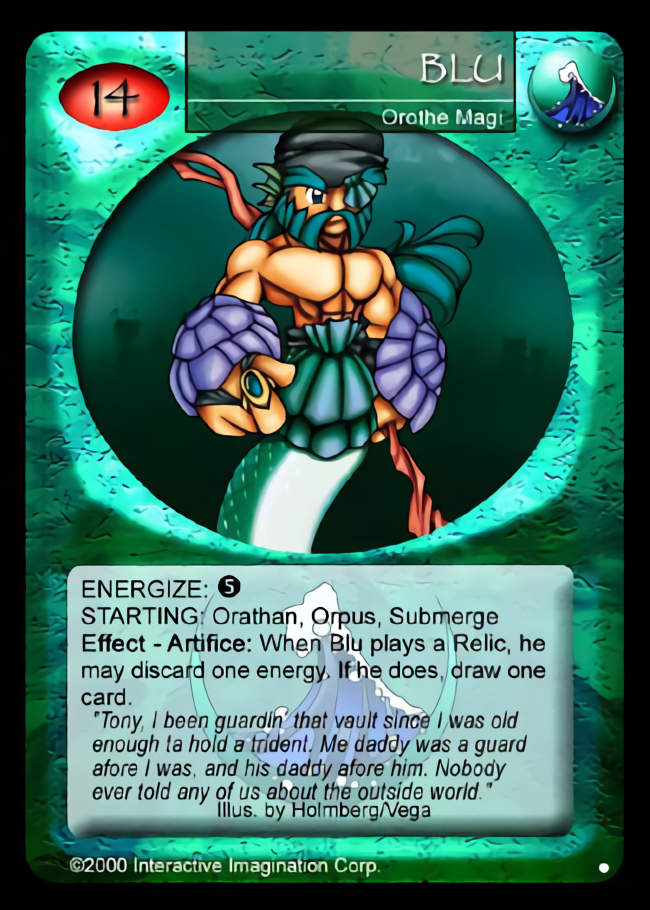 14
BLU
Orothe Magi
ENERGIZE: 5
STARTING: Orathan, Orpus, Submerge
Effect - Artifice: When Blu plays a Relic, he
may discard one energy. If he does, draw one
card.
"Tony, I been guardin' that vault since I was old
enough ta hold a trident. Me daddy was a guard
afore I was, and his daddy afore him. Nobody
ever told any of us about the outside world."
Illus. by Holmberg/Vega
©2000 Interactive Imagination Corp.